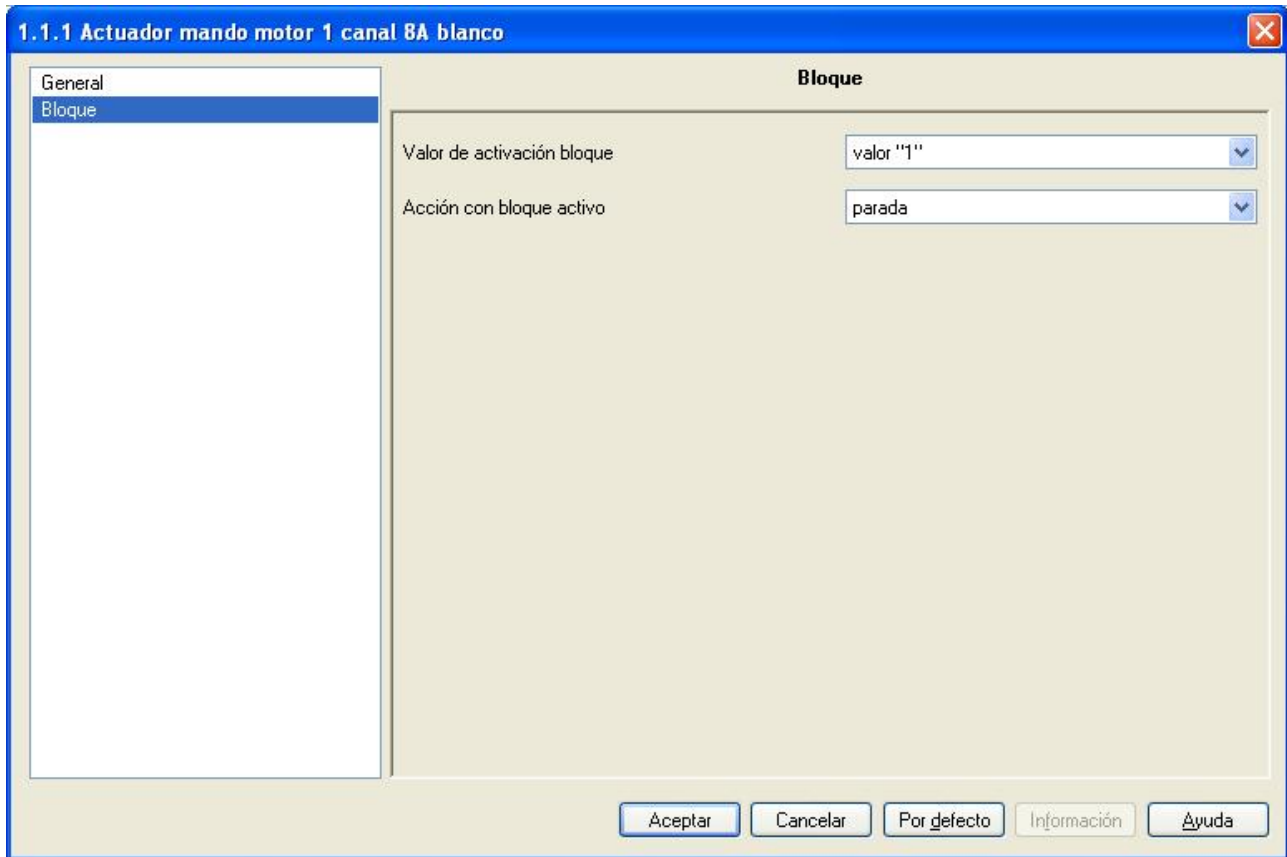 1.1.1 Actuador mando motor 1 canal 8A blanco
General
Bloque
Bloque
Valor de activación bloque
valor "1"
Acción con bloque activo
parada
Aceptar
Cancelar
Por defecto
Información
Ayuda